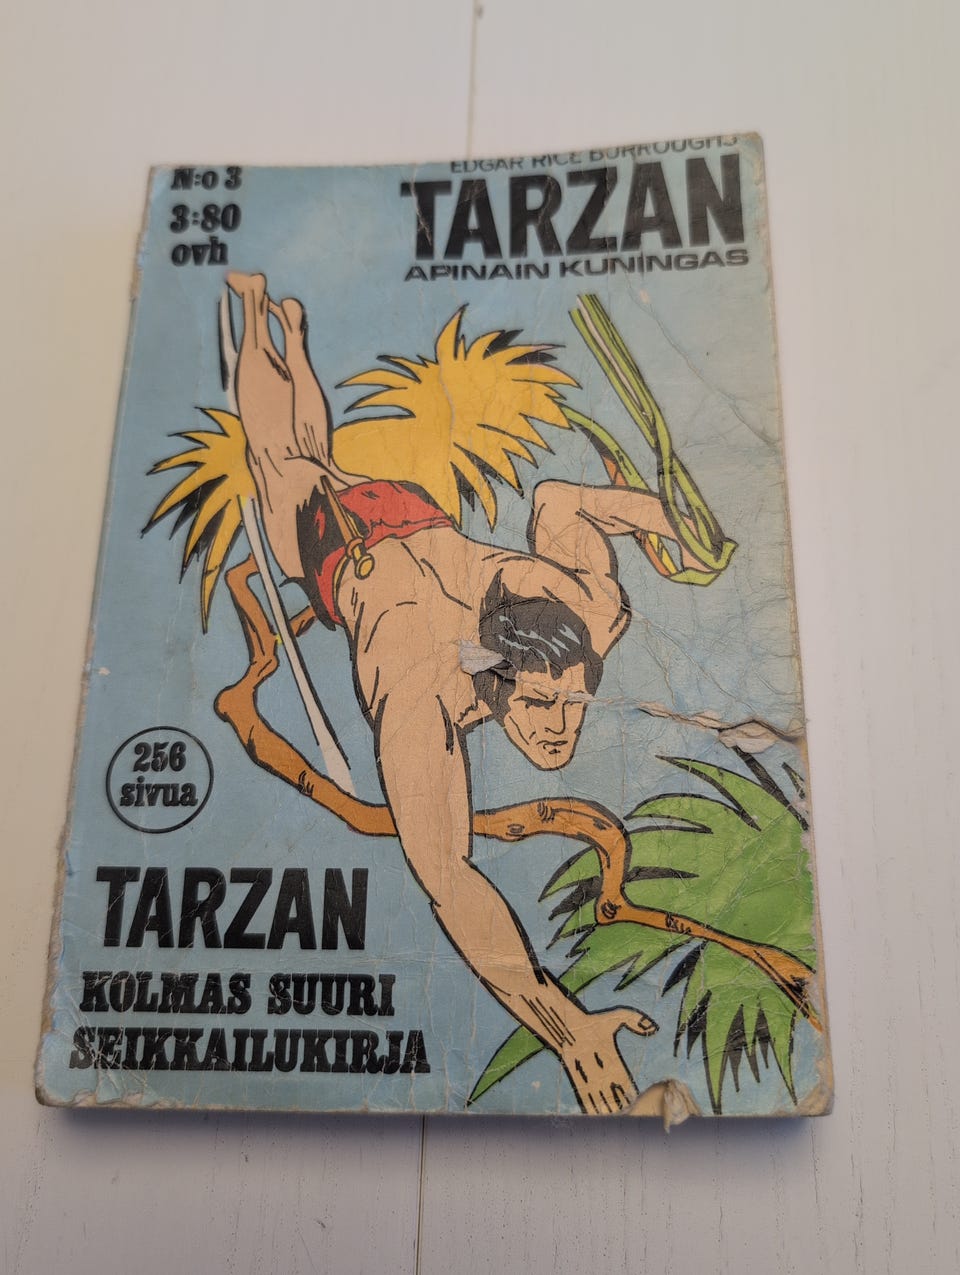 N:o 3
3:80
ovh
EDGAR RICE BURROUGHS
TARZAN
APINAIN KUNINGAS
256
sivua
TARZAN
KOLMAS SUURI
SEIKKAILUKIRJA